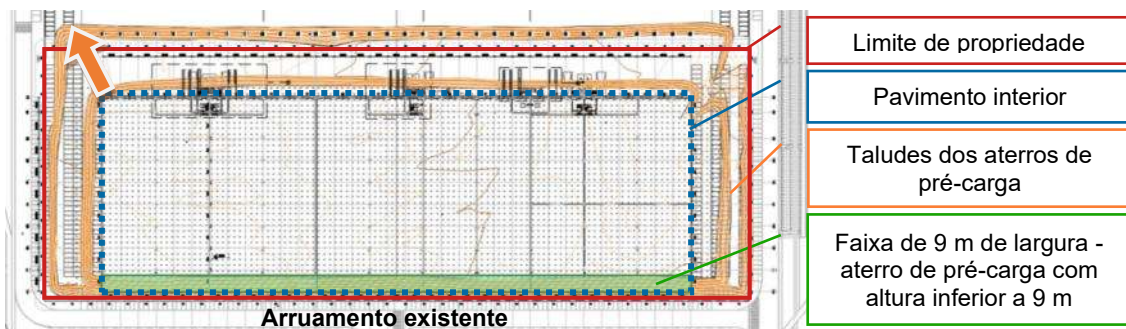 Limite de propriedade
Pavimento interior
Taludes dos aterros de
pré-carga
Faixa de 9 m de largura -
aterro de pré-carga com
altura inferior a 9 m
Arruamento existente